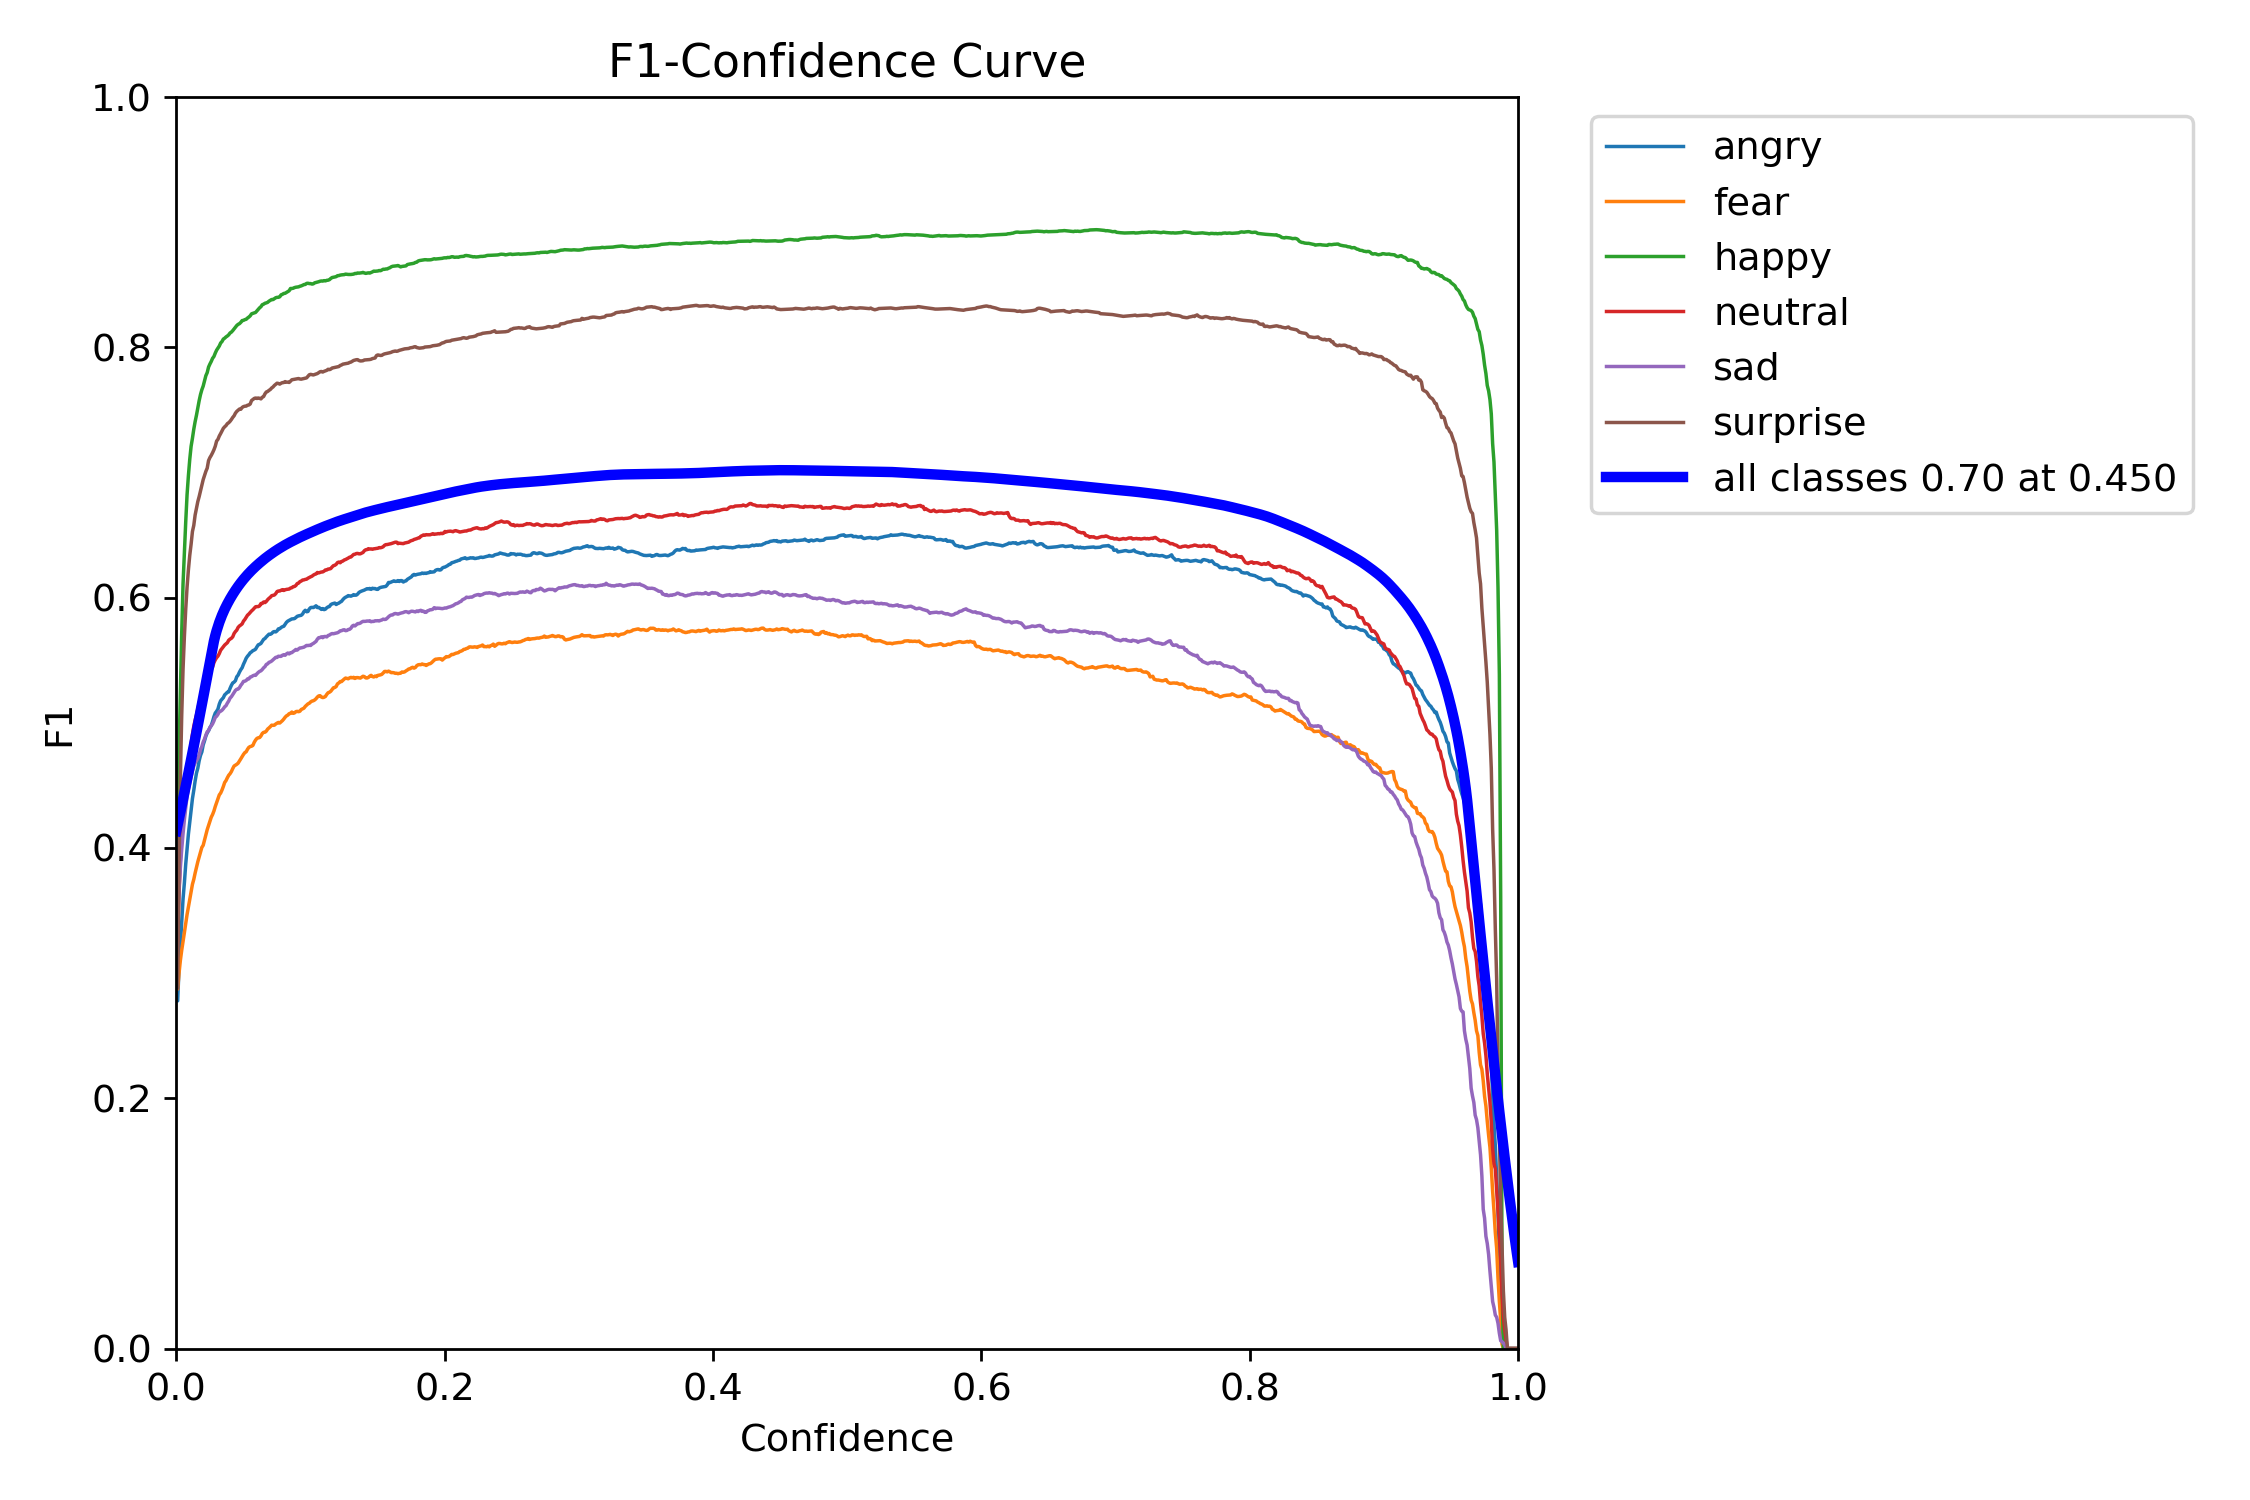 F1-Confidence Curve
1.0
0.8
0.6
0.4
0.2
0.0
F1
0.0 0.2 0.4 0.6 0.8 1.0
Confidence
angry
fear
happy
neutral
sad
surprise
all classes 0.70 at 0.450